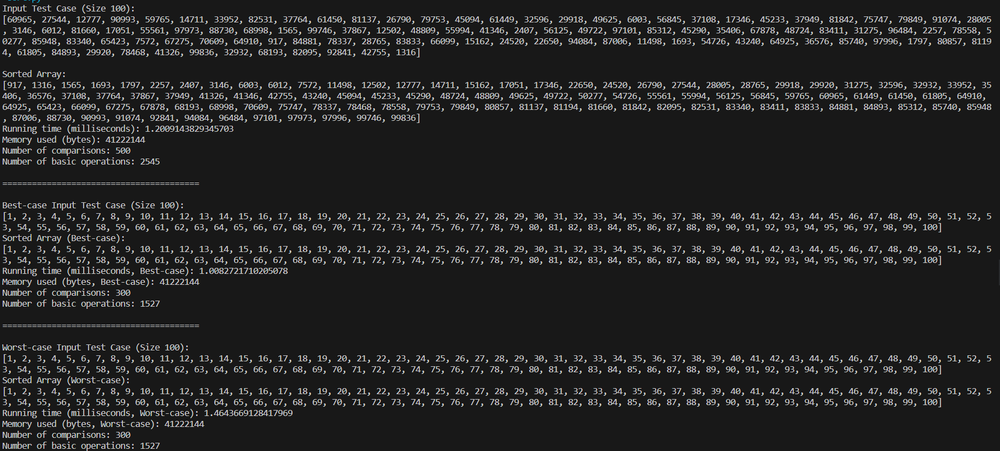 Input Test Case (Size 100):
[60965, 27544, 12777, 90993, 59765, 14711, 33952, 82531, 37764, 61450, 81137, 26790, 79753, 45094, 61449, 32596, 29918, 49625, 6003, 56845, 37108, 17346, 45233, 37949, 81842, 75747, 79849, 91074, 28005
, 3146, 6012, 81660, 17051, 55561, 97973, 88730, 68998, 1565, 99746, 37867, 12502, 48809, 55994, 41346, 2407, 56125, 49722, 97101, 85312, 45290, 35406, 67878, 48724, 83411, 31275, 96484, 2257, 78558, 5
0277, 85948, 83340, 65423, 7572, 67275, 70609, 64910, 917, 84881, 78337, 28765, 83833, 66099, 15162, 24520, 22650, 94084, 87006, 11498, 1693, 54726, 43240, 64925, 36576, 85740, 97996, 1797, 80857, 8119
4, 61805, 84893, 29920, 78468, 41326, 99836, 32932, 68193, 82095, 92841, 42755, 1316]
Sorted Array:
[917, 1316, 1565, 1693, 1797, 2257, 2407, 3146, 6003, 6012, 7572, 11498, 12502, 12777, 14711, 15162, 17051, 17346, 22650, 24520, 26790, 27544, 28005, 28765, 29918, 29920, 31275, 32596, 32932, 33952, 35
406, 36576, 37108, 37764, 37867, 37949, 41326, 41346, 42755, 43240, 45094, 45233, 45290, 48724, 48809, 49625, 49722, 50277, 54726, 55561, 55994, 56125, 56845, 59765, 60965, 61449, 61450, 61805, 64910,
64925, 65423, 66099, 67275, 67878, 68193, 68998, 70609, 75747, 78337, 78468, 78558, 79753, 79849, 80857, 81137, 81194, 81660, 81842, 82095, 82531, 83340, 83411, 83833, 84881, 84893, 85312, 85740, 85948
, 87006, 88730, 90993, 91074, 92841, 94084, 96484, 97101, 97973, 97996, 99746, 99836]
Running time (milliseconds): 1.2009143829345703
Memory used (bytes): 41222144
Number of comparisons: 500
Number of basic operations: 2545
========================================
Best-case Input Test Case (Size 100):
[1, 2, 3, 4, 5, 6, 7, 8, 9, 10, 11, 12, 13, 14, 15, 16, 17, 18, 19, 20, 21, 22, 23, 24, 25, 26, 27, 28, 29, 30, 31, 32, 33, 34, 35, 36, 37, 38, 39, 40, 41, 42, 43, 44, 45, 46, 47, 48, 49, 50, 51, 52, 5
3, 54, 55, 56, 57, 58, 59, 60, 61, 62, 63, 64, 65, 66, 67, 68, 69, 70, 71, 72, 73, 74, 75, 76, 77, 78, 79, 80, 81, 82, 83, 84, 85, 86, 87, 88, 89, 90, 91, 92, 93, 94, 95, 96, 97, 98, 99, 100]
Sorted Array (Best-case):
[1, 2, 3, 4, 5, 6, 7, 8, 9, 10, 11, 12, 13, 14, 15, 16, 17, 18, 19, 20, 21, 22, 23, 24, 25, 26, 27, 28, 29, 30, 31, 32, 33, 34, 35, 36, 37, 38, 39, 40, 41, 42, 43, 44, 45, 46, 47, 48, 49, 50, 51, 52, 5
3, 54, 55, 56, 57, 58, 59, 60, 61, 62, 63, 64, 65, 66, 67, 68, 69, 70, 71, 72, 73, 74, 75, 76, 77, 78, 79, 80, 81, 82, 83, 84, 85, 86, 87, 88, 89, 90, 91, 92, 93, 94, 95, 96, 97, 98, 99, 100]
Running time (milliseconds, Best-case): 1.0082721710205078
Memory used (bytes, Best-case): 41222144
Number of comparisons: 300
Number of basic operations: 1527
========================================
Worst-case Input Test Case (Size 100):
[1, 2, 3, 4, 5, 6, 7, 8, 9, 10, 11, 12, 13, 14, 15, 16, 17, 18, 19, 20, 21, 22, 23, 24, 25, 26, 27, 28, 29, 30, 31, 32, 33, 34, 35, 36, 37, 38, 39, 40, 41, 42, 43, 44, 45, 46, 47, 48, 49, 50, 51, 52, 5
3, 54, 55, 56, 57, 58, 59, 60, 61, 62, 63, 64, 65, 66, 67, 68, 69, 70, 71, 72, 73, 74, 75, 76, 77, 78, 79, 80, 81, 82, 83, 84, 85, 86, 87, 88, 89, 90, 91, 92, 93, 94, 95, 96, 97, 98, 99, 100]
Sorted Array (Worst-case):
[1, 2, 3, 4, 5, 6, 7, 8, 9, 10, 11, 12, 13, 14, 15, 16, 17, 18, 19, 20, 21, 22, 23, 24, 25, 26, 27, 28, 29, 30, 31, 32, 33, 34, 35, 36, 37, 38, 39, 40, 41, 42, 43, 44, 45, 46, 47, 48, 49, 50, 51, 52, 5
3, 54, 55, 56, 57, 58, 59, 60, 61, 62, 63, 64, 65, 66, 67, 68, 69, 70, 71, 72, 73, 74, 75, 76, 77, 78, 79, 80, 81, 82, 83, 84, 85, 86, 87, 88, 89, 90, 91, 92, 93, 94, 95, 96, 97, 98, 99, 100]
Running time (milliseconds, Worst-case): 1.4643669128417969
Memory used (bytes, Worst-case): 41222144
Number of comparisons: 300
Number of basic operations: 1527